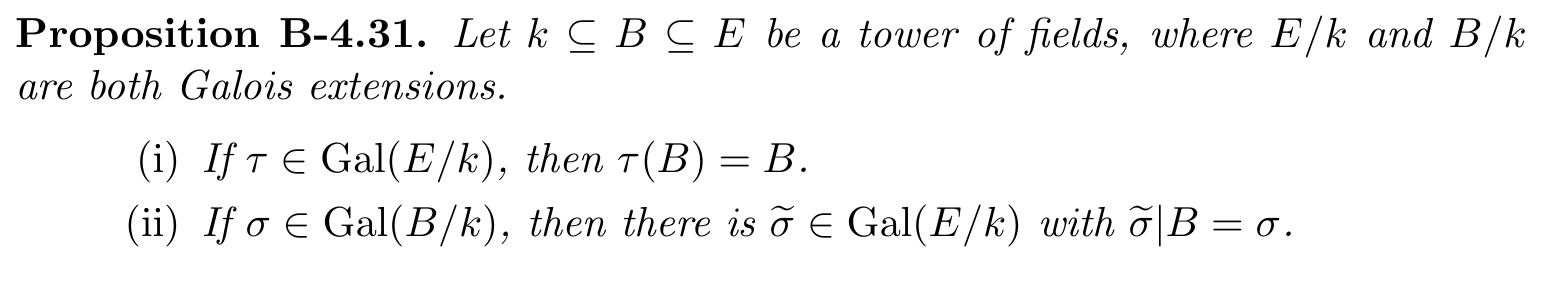 Proposition B-4.31. Let k ⊆ B ⊆ E be a tower of fields, where E/k and B/k
are both Galois extensions.
(i) If τ ∈ Gal(E/k), then τ(B) = B.
(ii) If σ ∈ Gal(B/k), then there is σ̃ ∈ Gal(E/k) with σ̃|B = σ.